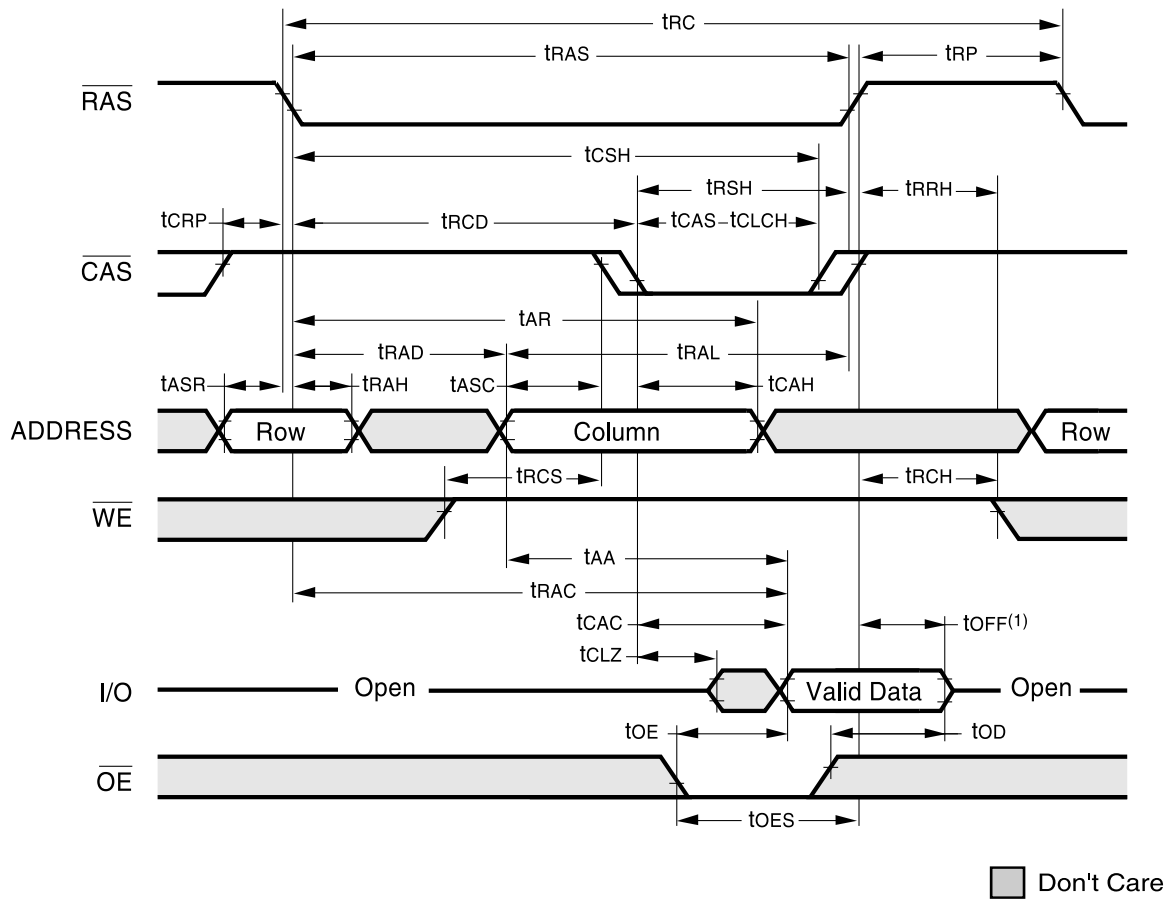 tRC
tRAS
tRP
RAS
tCSH
tRSH
tRRH
tCRP
tRCD
tCAS
tCLCH
CAS
tAR
tRAD
tRAL
tASR
tRAH
tASC
tCAH
ADDRESS
Row
Column
Row
tRCS
tRCH
WE
tAA
tRAC
tCAC
tOFF(1)
tCLZ
I/O
Open
Valid Data
Open
tOE
tOD
OE
tOES
Don't Care